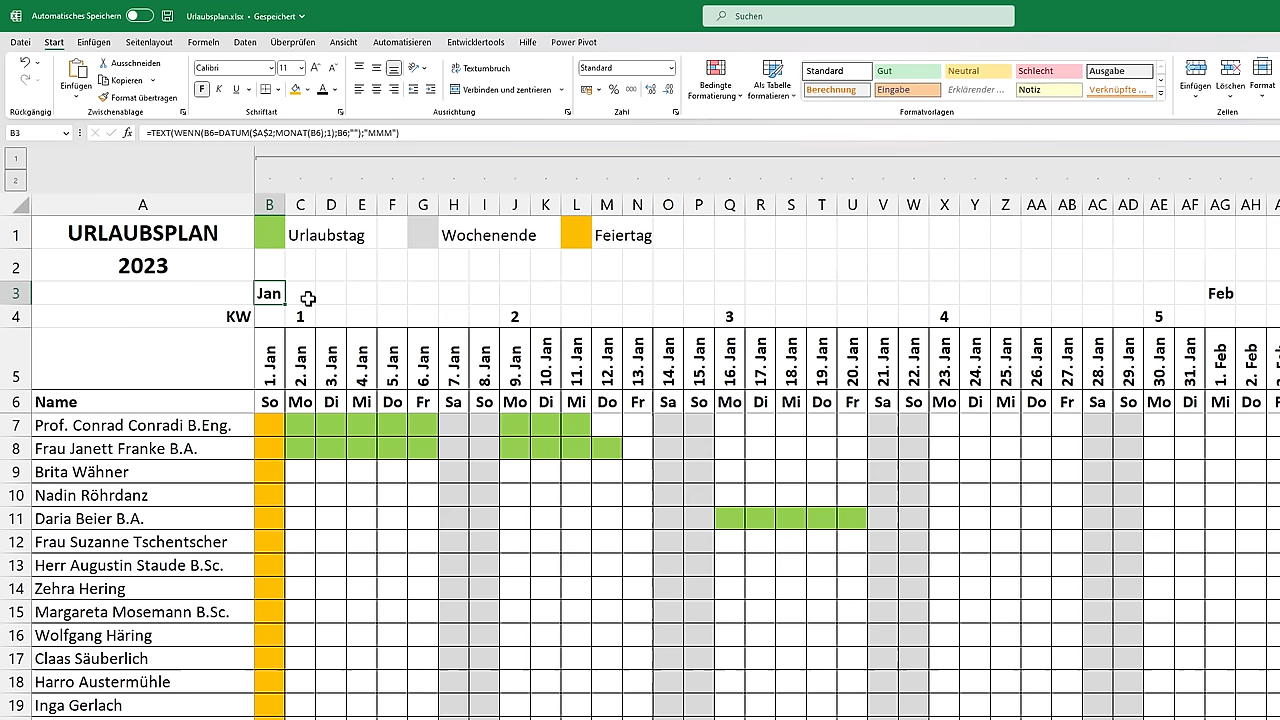 Automatisches Speichern Urlaubsplan.xlsx • Gespeichert Suchen
Datei Start Einfügen Seitenlayout Formeln Daten Überprüfen Ansicht Automatisieren Entwicklertools Hilfe Power Pivot
Rückgängig
Einfügen Ausschneiden Kopieren Format übertragen
Zwischenablage
Calibri 11
F K U
Schriftart
Textumbruch
Verbinden und zentrieren
Ausrichtung
Standard
% 000
Zahl
Bedingte Formatierung Als Tabelle formatieren
Standard Gut Neutral Schlecht Ausgabe
Berechnung Eingabe Erklärender ... Notiz Verknüpfte ...
Formatvorlagen
Einfügen Löschen Format
Zellen
B3 fx =TEXT(WENN(B6=DATUM($A$2;MONAT(B6);1);B6;"");"MMM")
1
2
A B C D E F G H I J K L M N O P Q R S T U V W X Y Z AA AB AC AD AE AF AG AH
1 URLAUBSPLAN Urlaubstag Wochenende Feiertag
2 2023
3 Jan Feb
4 KW 1 2 3 4 5
5 1. Jan 2. Jan 3. Jan 4. Jan 5. Jan 6. Jan 7. Jan 8. Jan 9. Jan 10. Jan 11. Jan 12. Jan 13. Jan 14. Jan 15. Jan 16. Jan 17. Jan 18. Jan 19. Jan 20. Jan 21. Jan 22. Jan 23. Jan 24. Jan 25. Jan 26. Jan 27. Jan 28. Jan 29. Jan 30. Jan 31. Jan 1. Feb 2. Feb
6 Name So Mo Di Mi Do Fr Sa So Mo Di Mi Do Fr Sa So Mo Di Mi Do Fr Sa So Mo Di Mi Do Fr Sa So Mo Di Mi Do
7 Prof. Conrad Conradi B.Eng.
8 Frau Janett Franke B.A.
9 Brita Wähner
10 Nadin Röhrdanz
11 Daria Beier B.A.
12 Frau Suzanne Tschentscher
13 Herr Augustin Staude B.Sc.
14 Zehra Hering
15 Margareta Mosemann B.Sc.
16 Wolfgang Häring
17 Claas Säuberlich
18 Harro Austermühle
19 Inga Gerlach